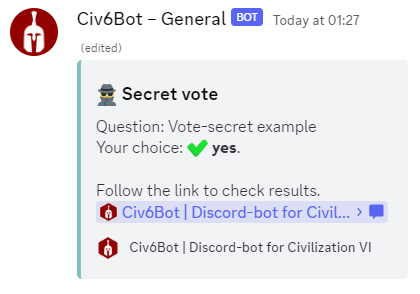 Civ6Bot – General BOT Today at 01:27
(edited)
Secret vote
Question: Vote-secret example
Your choice: ✔ yes.
Follow the link to check results.
Civ6Bot | Discord-bot for Civil... ›
Civ6Bot | Discord-bot for Civilization VI